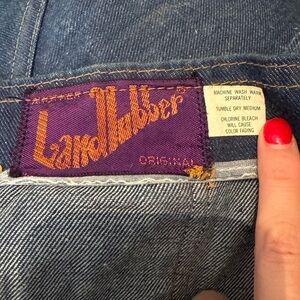 LandLubber
ORIGINAL
MACHINE WASH WARM
SEPARATELY
TUMBLE DRY MEDIUM
CHLORINE BLEACH
WILL CAUSE
COLOR FADING